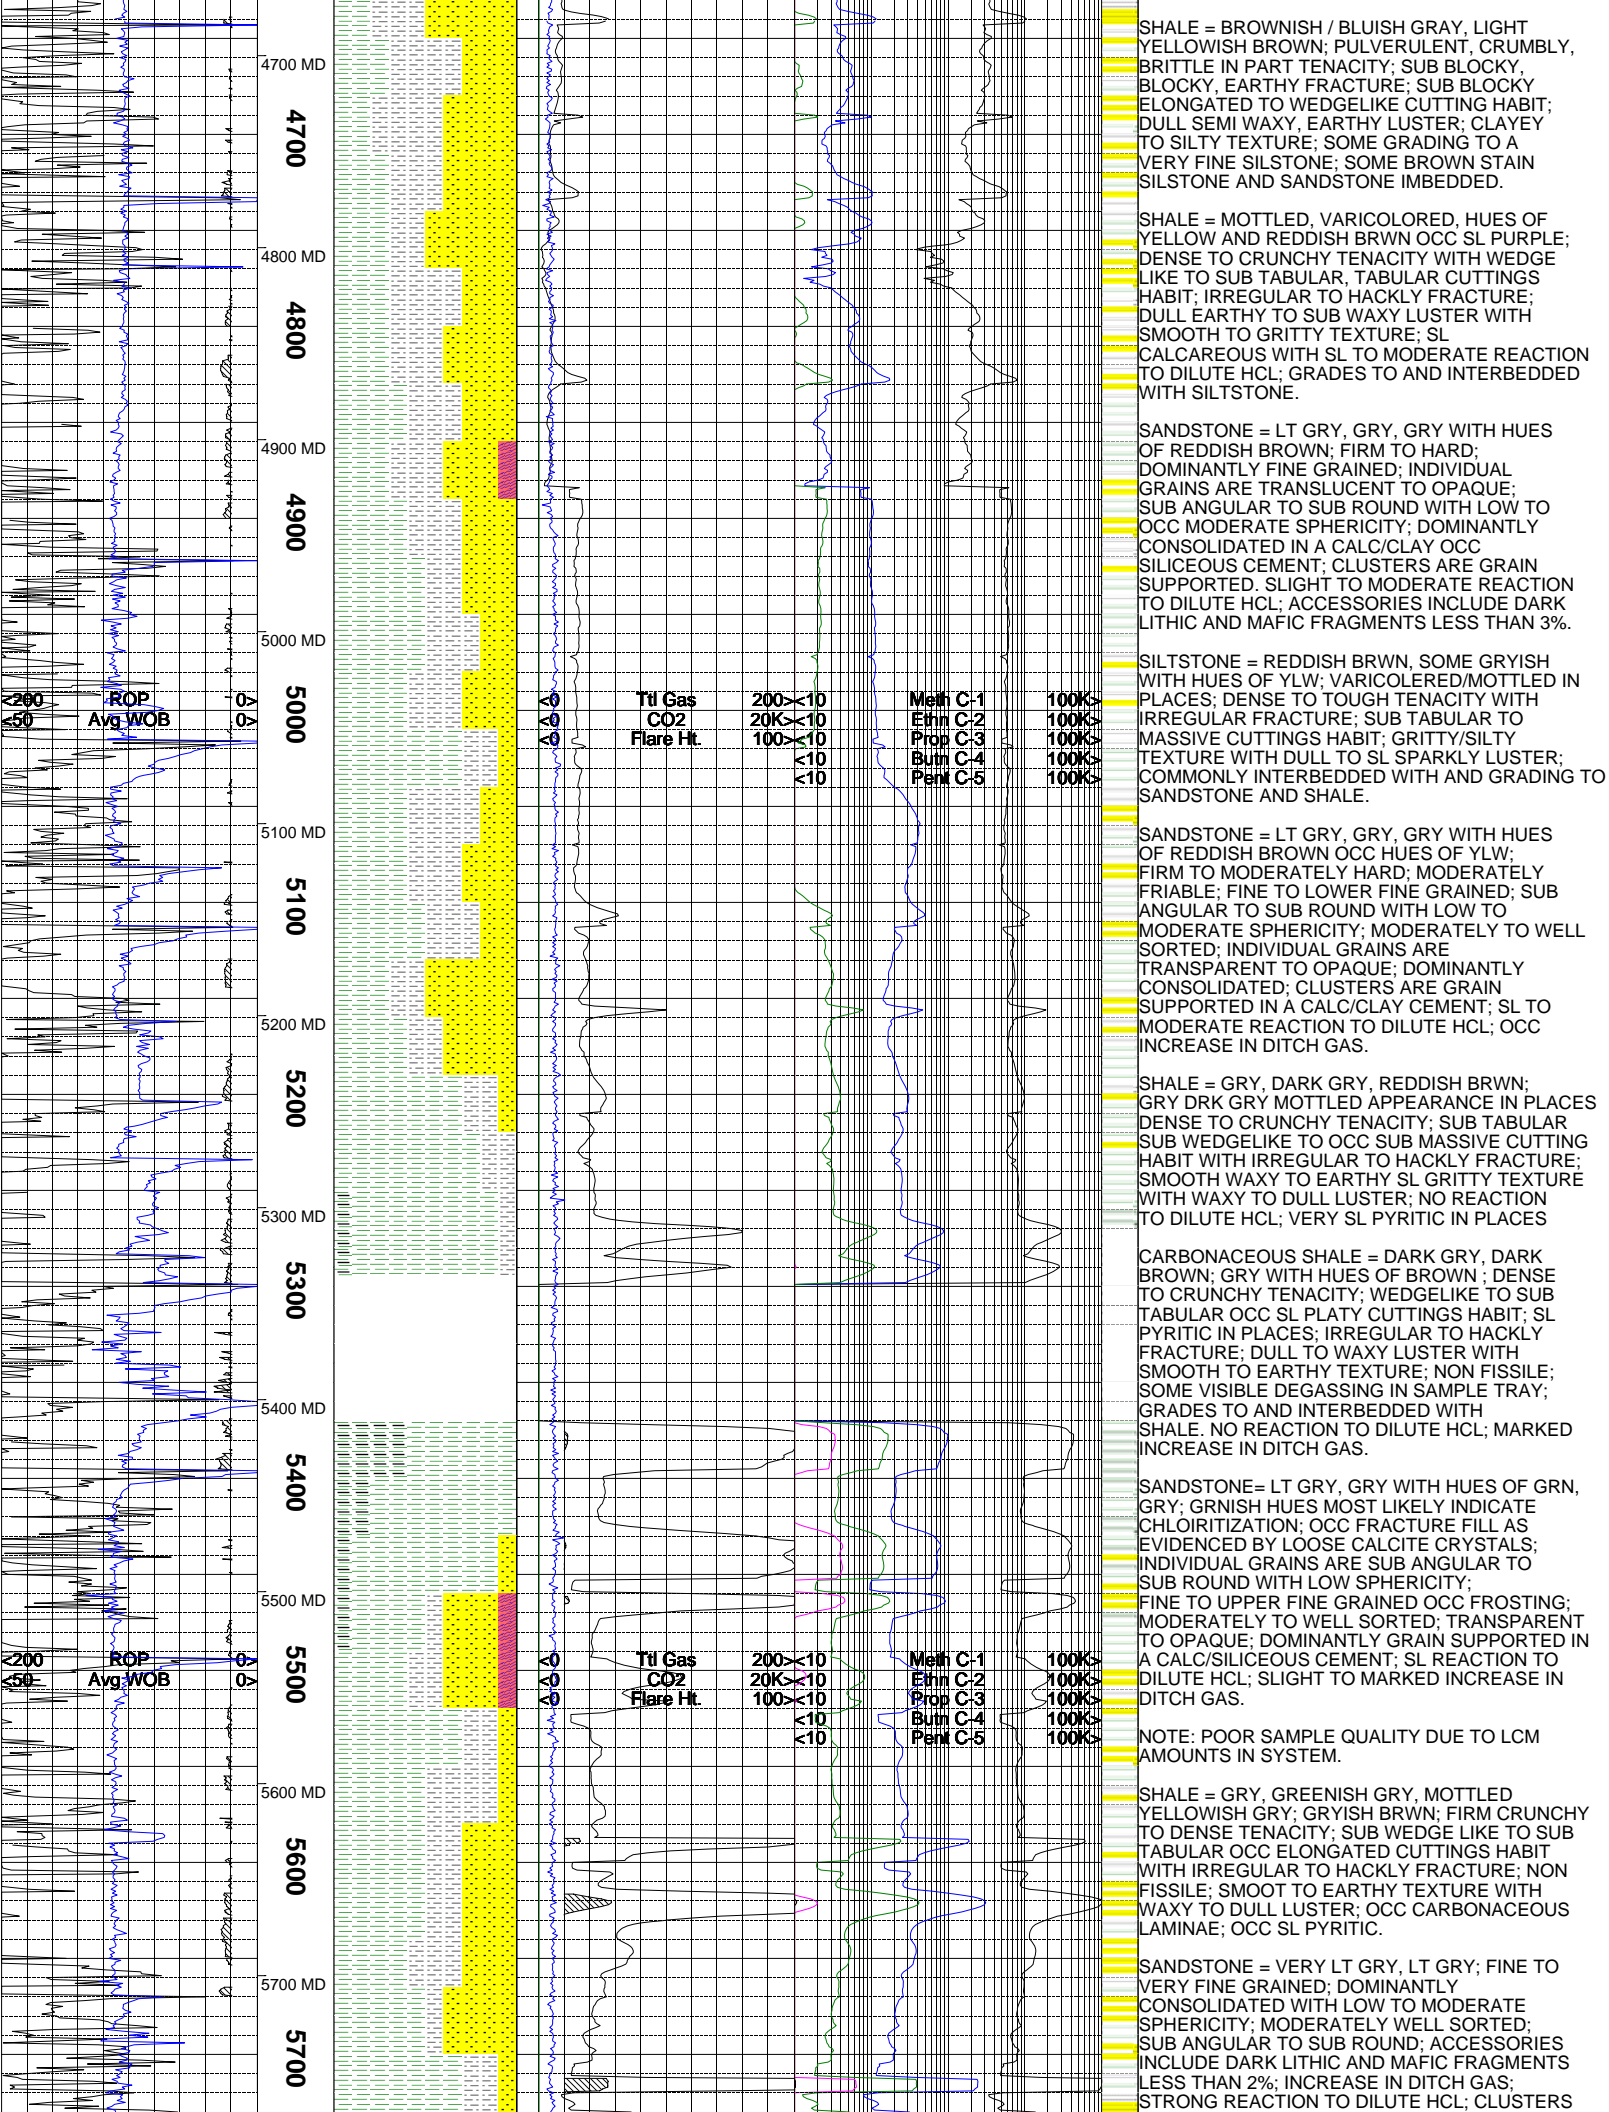 4700 MD
4700
4800 MD
4800
4900 MD
4900
5000 MD
5000
<200 ROP 0>
<50 Avg WOB 0>
<0 Ttl Gas 200>
<0 CO2 20K>
<0 Flare Ht. 100>
<10 Meth C-1 100K>
<10 Ethn C-2 100K>
<10 Prop C-3 100K>
<10 Butn C-4 100K>
<10 Pent C-5 100K>
5100 MD
5100
5200 MD
5200
5300 MD
5300
5400 MD
5400
5500 MD
5500
<200 ROP 0>
<50 Avg WOB 0>
<0 Ttl Gas 200>
<0 CO2 20K>
<0 Flare Ht. 100>
<10 Meth C-1 100K>
<10 Ethn C-2 100K>
<10 Prop C-3 100K>
<10 Butn C-4 100K>
<10 Pent C-5 100K>
5600 MD
5600
5700 MD
5700
SHALE = BROWNISH / BLUISH GRAY, LIGHT
YELLOWISH BROWN; PULVERULENT, CRUMBLY,
BRITTLE IN PART TENACITY; SUB BLOCKY,
BLOCKY, EARTHY FRACTURE; SUB BLOCKY
ELONGATED TO WEDGELIKE CUTTING HABIT;
DULL SEMI WAXY, EARTHY LUSTER; CLAYEY
TO SILTY TEXTURE; SOME GRADING TO A
VERY FINE SILSTONE; SOME BROWN STAIN
SILSTONE AND SANDSTONE IMBEDDED.
SHALE = MOTTLED, VARICOLORED, HUES OF
YELLOW AND REDDISH BRWN OCC SL PURPLE;
DENSE TO CRUNCHY TENACITY WITH WEDGE
LIKE TO SUB TABULAR, TABULAR CUTTINGS
HABIT; IRREGULAR TO HACKLY FRACTURE;
DULL EARTHY TO SUB WAXY LUSTER WITH
SMOOTH TO GRITTY TEXTURE; SL
CALCAREOUS WITH SL TO MODERATE REACTION
TO DILUTE HCL; GRADES TO AND INTERBEDDED
WITH SILTSTONE.
SANDSTONE = LT GRY, GRY, GRY WITH HUES
OF REDDISH BROWN; FIRM TO HARD;
DOMINANTLY FINE GRAINED; INDIVIDUAL
GRAINS ARE TRANSLUCENT TO OPAQUE;
SUB ANGULAR TO SUB ROUND WITH LOW TO
OCC MODERATE SPHERICITY; DOMINANTLY
CONSOLIDATED IN A CALC/CLAY OCC
SILICEOUS CEMENT; CLUSTERS ARE GRAIN
SUPPORTED. SLIGHT TO MODERATE REACTION
TO DILUTE HCL; ACCESSORIES INCLUDE DARK
LITHIC AND MAFIC FRAGMENTS LESS THAN 3%.
SILTSTONE = REDDISH BRWN, SOME GRYISH
WITH HUES OF YLW; VARICOLERED/MOTTLED IN
PLACES; DENSE TO TOUGH TENACITY WITH
IRREGULAR FRACTURE; SUB TABULAR TO
MASSIVE CUTTINGS HABIT; GRITTY/SILTY
TEXTURE WITH DULL TO SL SPARKLY LUSTER;
COMMONLY INTERBEDDED WITH AND GRADING TO
SANDSTONE AND SHALE.
SANDSTONE = LT GRY, GRY, GRY WITH HUES
OF REDDISH BROWN OCC HUES OF YLW;
FIRM TO MODERATELY HARD; MODERATELY
FRIABLE; FINE TO LOWER FINE GRAINED; SUB
ANGULAR TO SUB ROUND WITH LOW TO
MODERATE SPHERICITY; MODERATELY TO WELL
SORTED; INDIVIDUAL GRAINS ARE
TRANSPARENT TO OPAQUE; DOMINANTLY
CONSOLIDATED; CLUSTERS ARE GRAIN
SUPPORTED IN A CALC/CLAY CEMENT; SL TO
MODERATE REACTION TO DILUTE HCL; OCC
INCREASE IN DITCH GAS.
SHALE = GRY, DARK GRY, REDDISH BRWN;
GRY DRK GRY MOTTLED APPEARANCE IN PLACES
DENSE TO CRUNCHY TENACITY; SUB TABULAR
SUB WEDGELIKE TO OCC SUB MASSIVE CUTTING
HABIT WITH IRREGULAR TO HACKLY FRACTURE;
SMOOTH WAXY TO EARTHY SL GRITTY TEXTURE
WITH WAXY TO DULL LUSTER; NO REACTION
TO DILUTE HCL; VERY SL PYRITIC IN PLACES
CARBONACEOUS SHALE = DARK GRY, DARK
BROWN; GRY WITH HUES OF BROWN ; DENSE
TO CRUNCHY TENACITY; WEDGELIKE TO SUB
TABULAR OCC SL PLATY CUTTINGS HABIT; SL
PYRITIC IN PLACES; IRREGULAR TO HACKLY
FRACTURE; DULL TO WAXY LUSTER WITH
SMOOTH TO EARTHY TEXTURE; NON FISSILE;
SOME VISIBLE DEGASSING IN SAMPLE TRAY;
GRADES TO AND INTERBEDDED WITH
SHALE. NO REACTION TO DILUTE HCL; MARKED
INCREASE IN DITCH GAS.
SANDSTONE= LT GRY, GRY WITH HUES OF GRN,
GRY; GRNISH HUES MOST LIKELY INDICATE
CHLOIRITIZATION; OCC FRACTURE FILL AS
EVIDENCED BY LOOSE CALCITE CRYSTALS;
INDIVIDUAL GRAINS ARE SUB ANGULAR TO
SUB ROUND WITH LOW SPHERICITY;
FINE TO UPPER FINE GRAINED OCC FROSTING;
MODERATELY TO WELL SORTED; TRANSPARENT
TO OPAQUE; DOMINANTLY GRAIN SUPPORTED IN
A CALC/SILICEOUS CEMENT; SL REACTION TO
DILUTE HCL; SLIGHT TO MARKED INCREASE IN
DITCH GAS.
NOTE: POOR SAMPLE QUALITY DUE TO LCM
AMOUNTS IN SYSTEM.
SHALE = GRY, GREENISH GRY, MOTTLED
YELLOWISH GRY; GRYISH BRWN; FIRM CRUNCHY
TO DENSE TENACITY; SUB WEDGE LIKE TO SUB
TABULAR OCC ELONGATED CUTTINGS HABIT
WITH IRREGULAR TO HACKLY FRACTURE; NON
FISSILE; SMOOT TO EARTHY TEXTURE WITH
WAXY TO DULL LUSTER; OCC CARBONACEOUS
LAMINAE; OCC SL PYRITIC.
SANDSTONE = VERY LT GRY, LT GRY; FINE TO
VERY FINE GRAINED; DOMINANTLY
CONSOLIDATED WITH LOW TO MODERATE
SPHERICITY; MODERATELY WELL SORTED;
SUB ANGULAR TO SUB ROUND; ACCESSORIES
INCLUDE DARK LITHIC AND MAFIC FRAGMENTS
LESS THAN 2%; INCREASE IN DITCH GAS;
STRONG REACTION TO DILUTE HCL; CLUSTERS